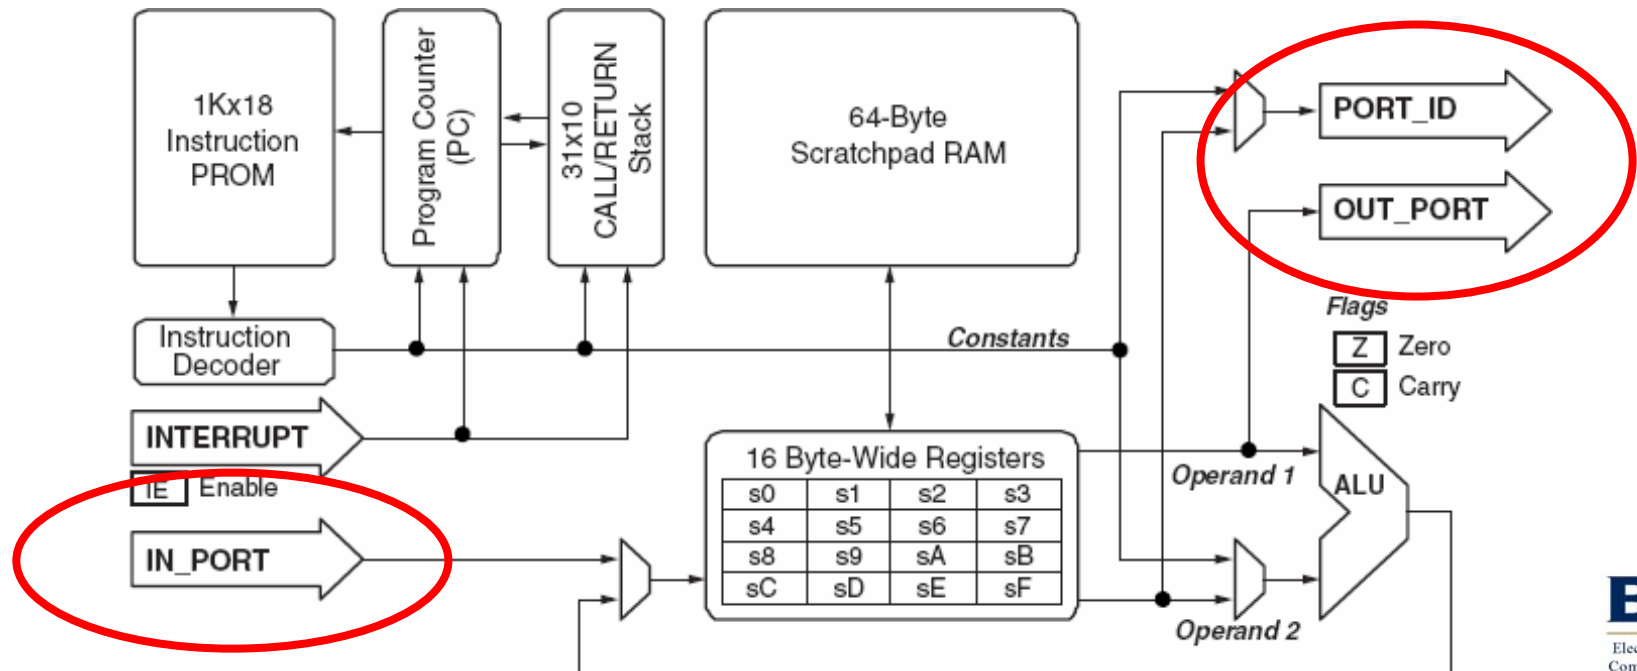 1Kx18
Instruction
PROM
Program Counter
(PC)
31x10
CALL/RETURN
Stack
64-Byte
Scratchpad RAM
PORT_ID
OUT_PORT
Flags
Z Zero
C Carry
Instruction
Decoder
Constants
INTERRUPT
IE Enable
IN_PORT
16 Byte-Wide Registers
s0 s1 s2 s3
s4 s5 s6 s7
s8 s9 sA sB
sC sD sE sF
Operand 1
ALU
Operand 2